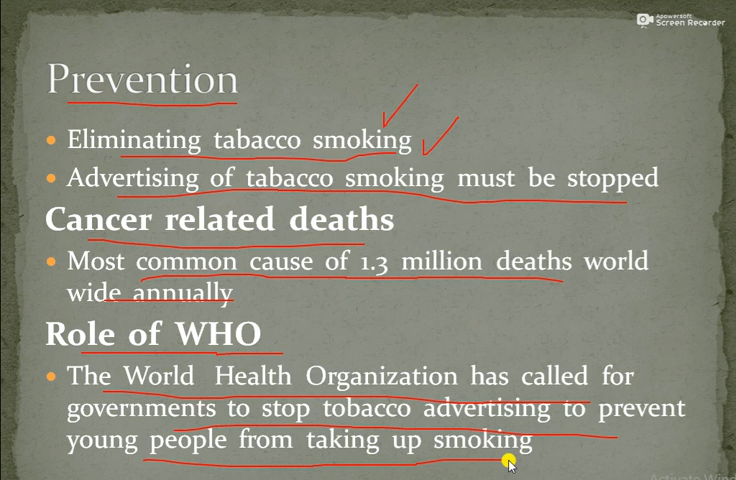 Apowersoft
Screen Recorder
Prevention
• Eliminating tabacco smoking
• Advertising of tabacco smoking must be stopped
Cancer related deaths
• Most common cause of 1.3 million deaths world
wide annually
Role of WHO
• The World Health Organization has called for
governments to stop tobacco advertising to prevent
young people from taking up smoking
Activate Wind